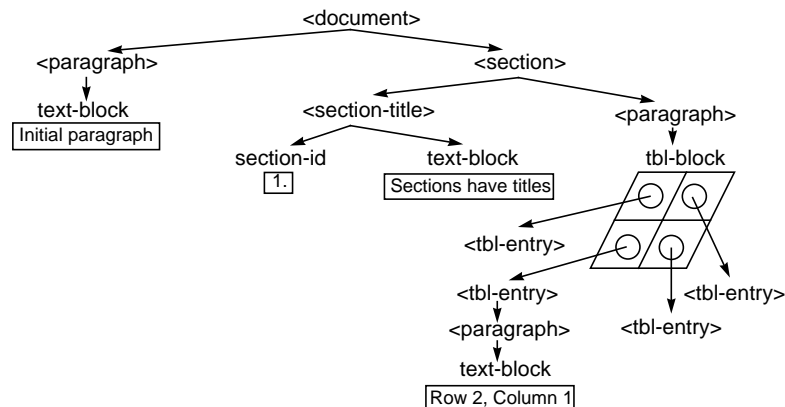 <document>
<paragraph>
<section>
text-block
Initial paragraph
<section-title>
<paragraph>
section-id
1.
text-block
Sections have titles
tbl-block
<tbl-entry>
<tbl-entry>
<tbl-entry>
<tbl-entry>
<paragraph>
text-block
Row 2, Column 1